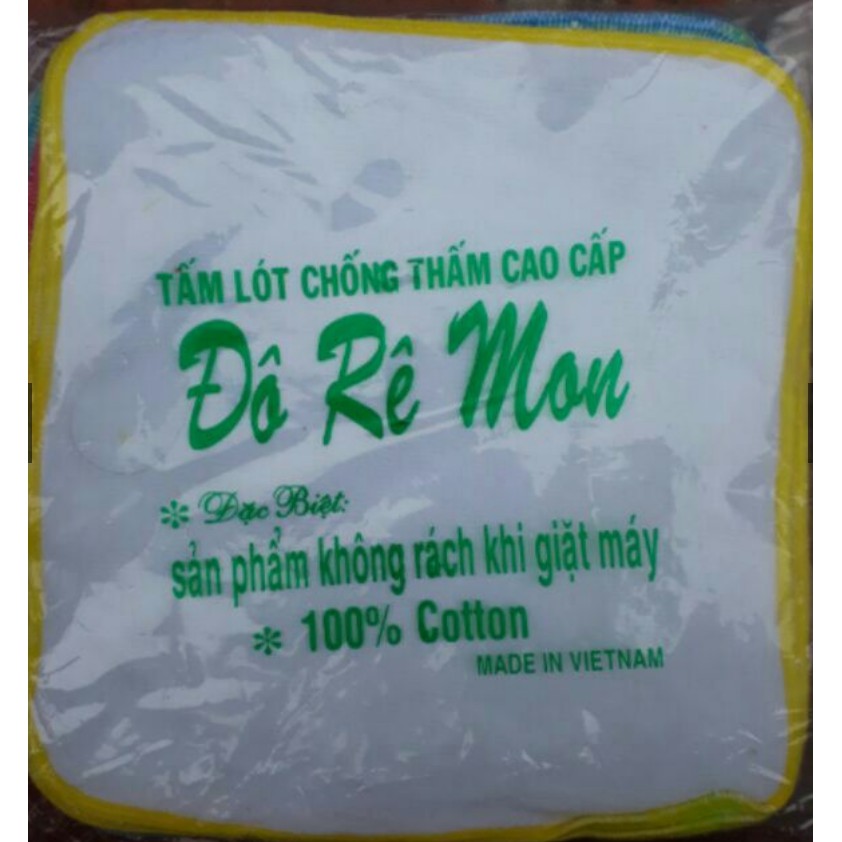 TẤM LÓT CHỐNG THẤM CAO CẤP
Đô Rê Mon
* Đặc Biệt:
sản phẩm không rách khi giặt máy
* 100% Cotton
MADE IN VIETNAM